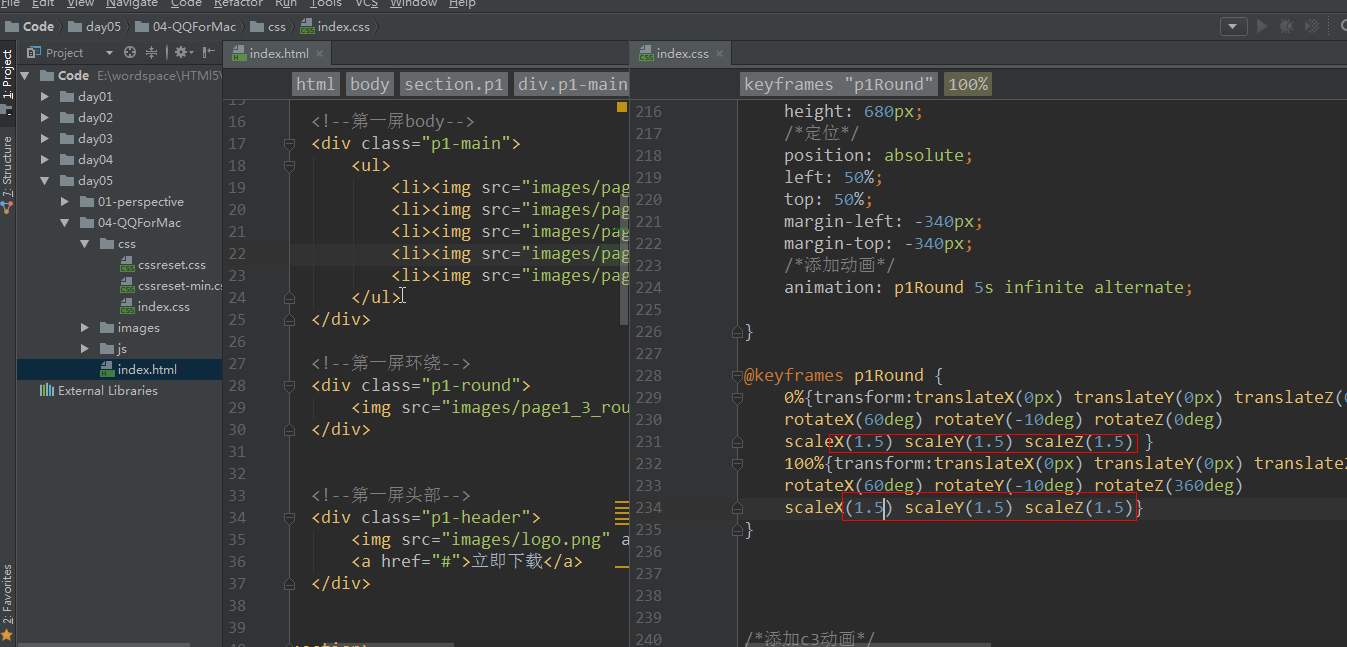 File Edit View Navigate Code Refactor Run Tools VCS Window Help
Code day05 04-QQForMac css index.html
Project
index.html ×
index.css ×
1: Project
7: Structure
2: Favorites
Code E:\wordspace\HTMl5\
day01
day02
day03
day04
day05
01-perspective
04-QQForMac
css
cssreset.css
cssreset-min.cs
index.css
images
js
index.html
External Libraries
html body section.p1 div.p1-main
15
16 <!--第一屏body-->
17 <div class="p1-main">
18 <ul>
19 <li><img src="images/pag
20 <li><img src="images/pag
21 <li><img src="images/pag
22 <li><img src="images/pag
23 <li><img src="images/pag
24 </ul>
25 </div>
26
27 <!--第一屏环绕-->
28 <div class="p1-round">
29 <img src="images/page1_3_rou
30 </div>
31
32
33 <!--第一屏头部-->
34 <div class="p1-header">
35 <img src="images/logo.png" a
36 <a href="#">立即下载</a>
37 </div>
38
39
keyframes "p1Round" 100%
216 height: 680px;
217 /*定位*/
218 position: absolute;
219 left: 50%;
220 top: 50%;
221 margin-left: -340px;
222 margin-top: -340px;
223 /*添加动画*/
224 animation: p1Round 5s infinite alternate;
225
226 }
227
228 @keyframes p1Round {
229 0%{transform:translateX(0px) translateY(0px) translateZ(
230 rotateX(60deg) rotateY(-10deg) rotateZ(0deg)
231 scaleX(1.5) scaleY(1.5) scaleZ(1.5) }
232 100%{transform:translateX(0px) translateY(0px) translateZ
233 rotateX(60deg) rotateY(-10deg) rotateZ(360deg)
234 scaleX(1.5) scaleY(1.5) scaleZ(1.5)}
235 }
236
237
238
239
240 /*添加c3动画*/